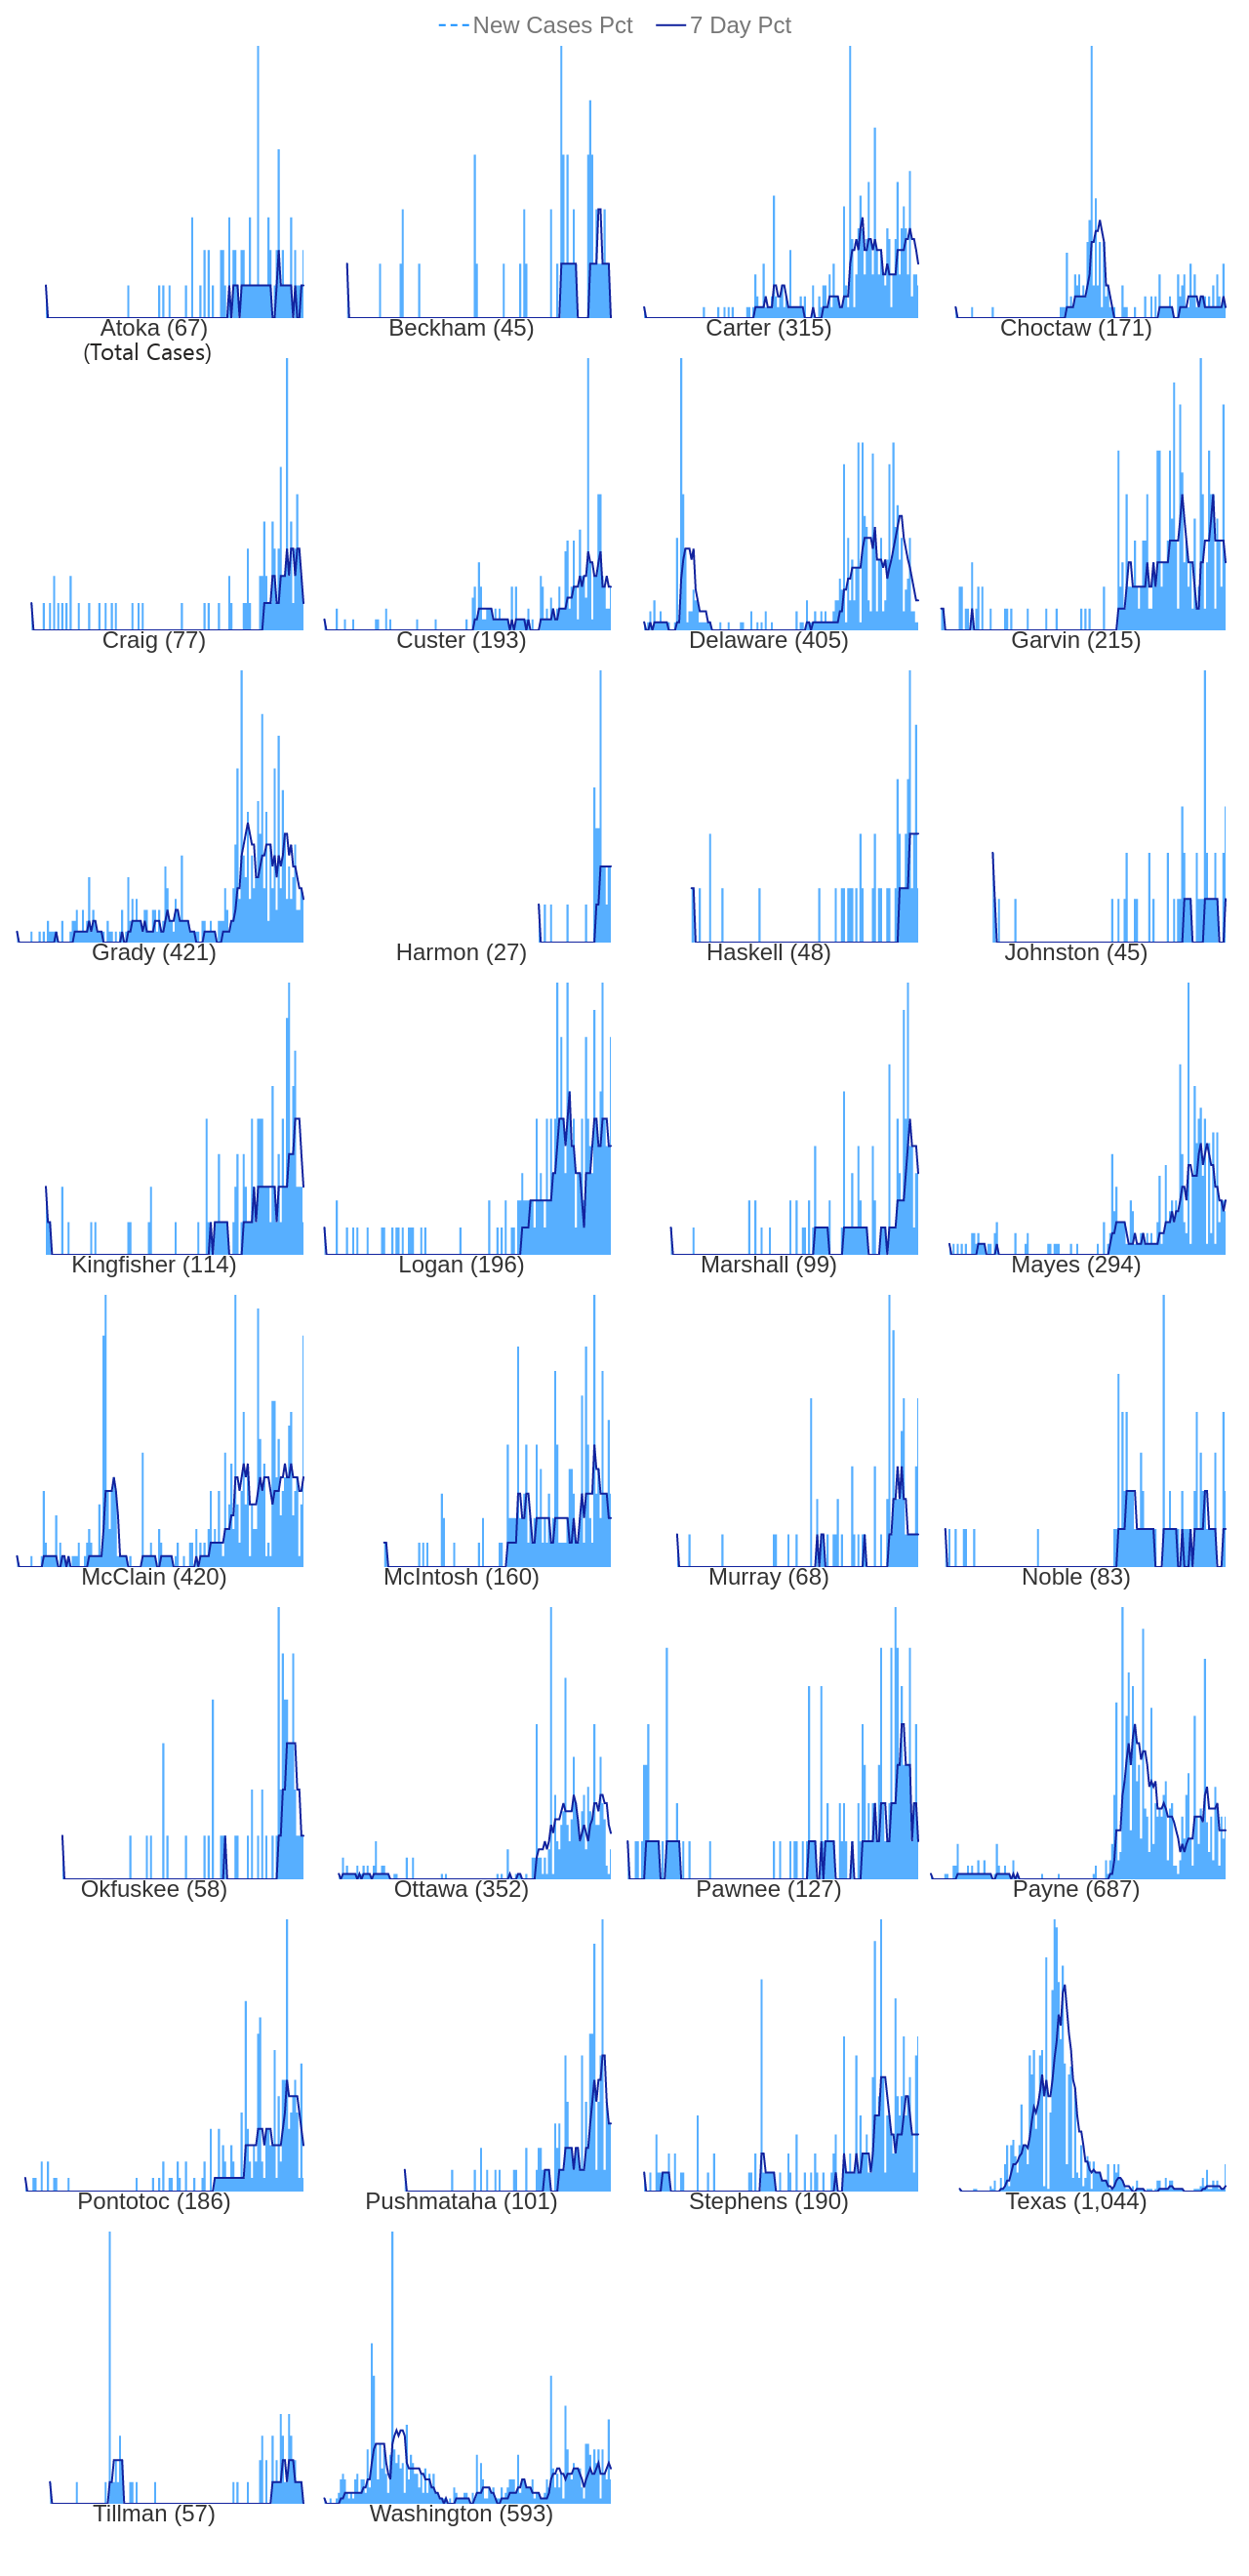 New Cases Pct 7 Day Pct
Atoka (67) Beckham (45) Carter (315) Choctaw (171)
(Total Cases)
Craig (77) Custer (193) Delaware (405) Garvin (215)
Grady (421) Harmon (27) Haskell (48) Johnston (45)
Kingfisher (114) Logan (196) Marshall (99) Mayes (294)
McClain (420) McIntosh (160) Murray (68) Noble (83)
Okfuskee (58) Ottawa (352) Pawnee (127) Payne (687)
Pontotoc (186) Pushmataha (101) Stephens (190) Texas (1,044)
Tillman (57) Washington (593)